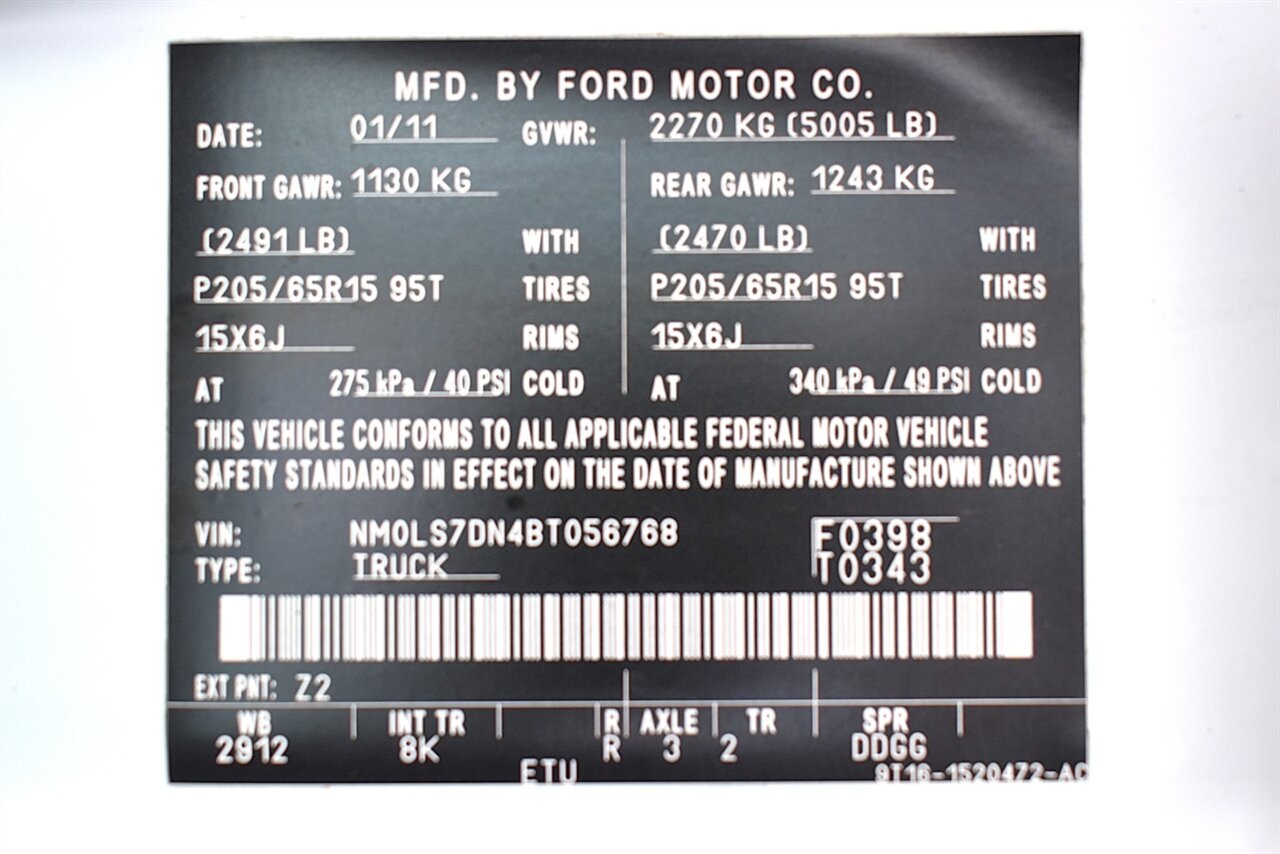 MFD. BY FORD MOTOR CO.
DATE: 01/11 GVWR: 2270 KG (5005 LB)
FRONT GAWR: 1130 KG REAR GAWR: 1243 KG
(2491 LB) WITH (2470 LB) WITH
P205/65R15 95T TIRES P205/65R15 95T TIRES
15X6J RIMS 15X6J RIMS
AT 275 kPa / 40 PSI COLD AT 340 kPa / 49 PSI COLD
THIS VEHICLE CONFORMS TO ALL APPLICABLE FEDERAL MOTOR VEHICLE
SAFETY STANDARDS IN EFFECT ON THE DATE OF MANUFACTURE SHOWN ABOVE
VIN: NM0LS7DN4BT056768 F0398
TYPE: TRUCK T0343
EXT PNT: Z2
WB INT TR R AXLE TR SPR
2912 8K R 3 2 DDGG
ETU 9T16-15204Z2-AC